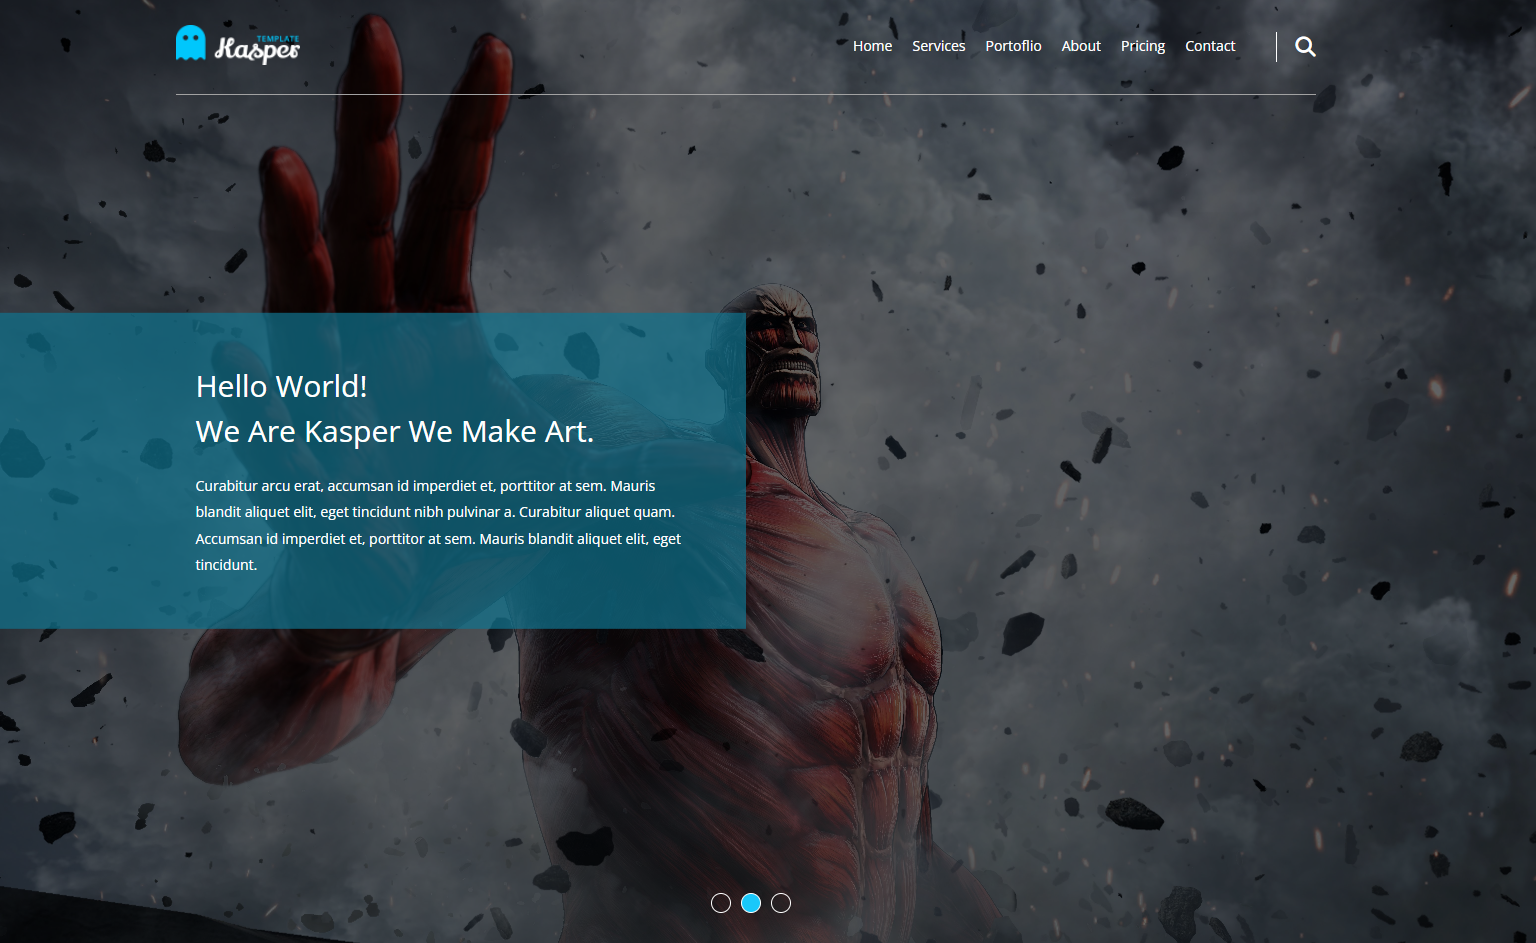 TEMPLATE
Kasper
Home Services Portoflio About Pricing Contact
Hello World!
We Are Kasper We Make Art.
Curabitur arcu erat, accumsan id imperdiet et, porttitor at sem. Mauris
blandit aliquet elit, eget tincidunt nibh pulvinar a. Curabitur aliquet quam.
Accumsan id imperdiet et, porttitor at sem. Mauris blandit aliquet elit, eget
tincidunt.